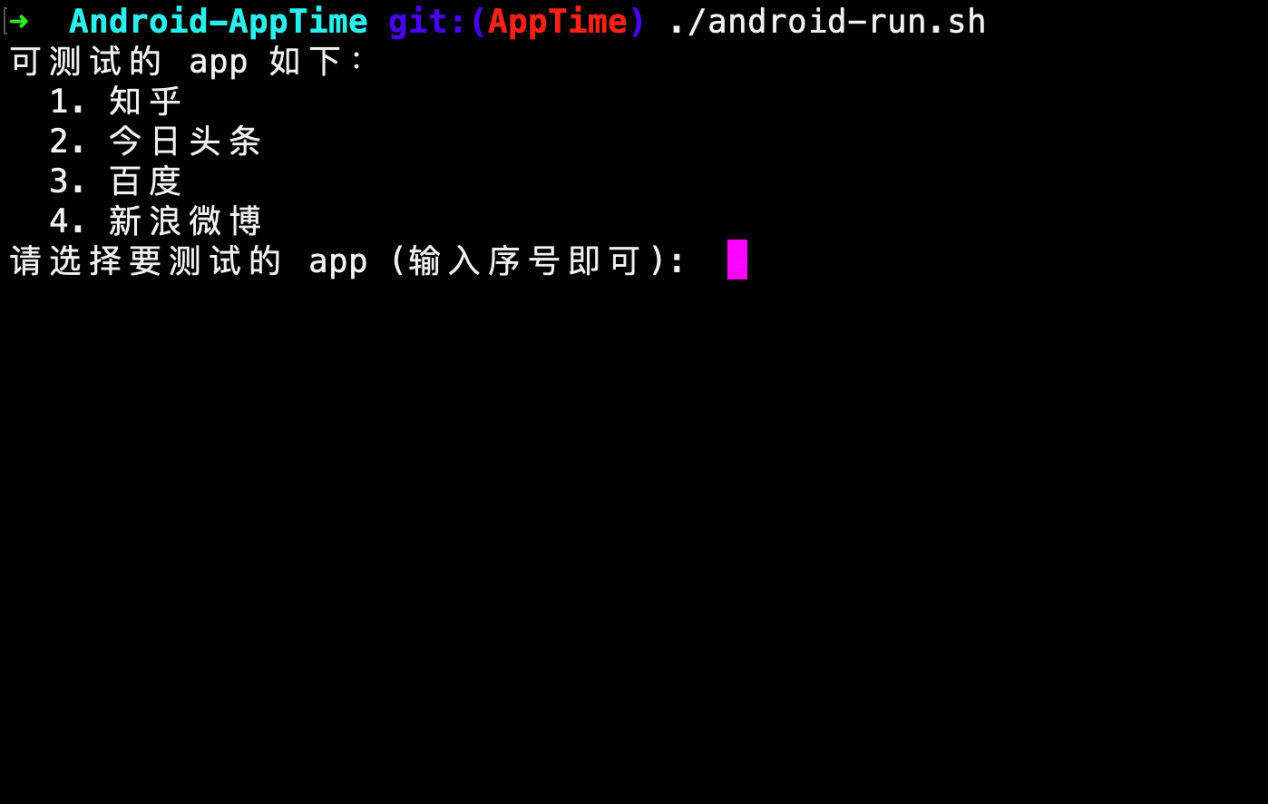 ➜  Android-AppTime git:(AppTime) ./android-run.sh
可测试的 app 如下：
  1. 知乎
  2. 今日头条
  3. 百度
  4. 新浪微博
请选择要测试的 app (输入序号即可):